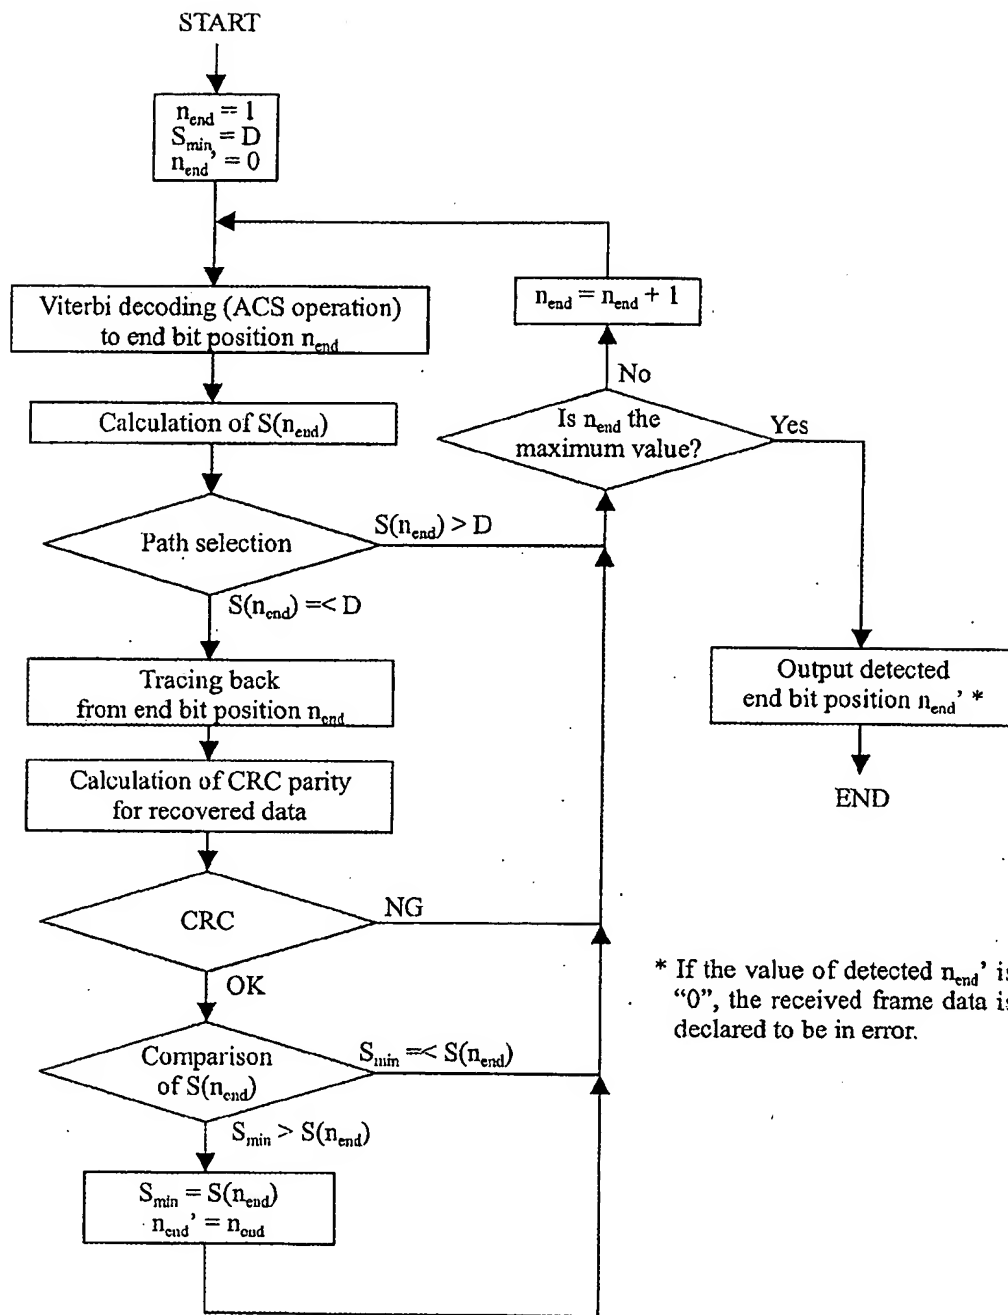 START
n_end = 1
S_min = D
n_end' = 0
Viterbi decoding (ACS operation)
to end bit position n_end
n_end = n_end + 1
No
Calculation of S(n_end)
Is n_end the
maximum value?
Yes
Path selection
S(n_end) > D
S(n_end) =< D
Tracing back
from end bit position n_end
Output detected
end bit position n_end' *
Calculation of CRC parity
for recovered data
END
CRC
NG
OK
* If the value of detected n_end' is
"0", the received frame data is
declared to be in error.
Comparison
of S(n_end)
S_min =< S(n_end)
S_min > S(n_end)
S_min = S(n_end)
n_end' = n_end